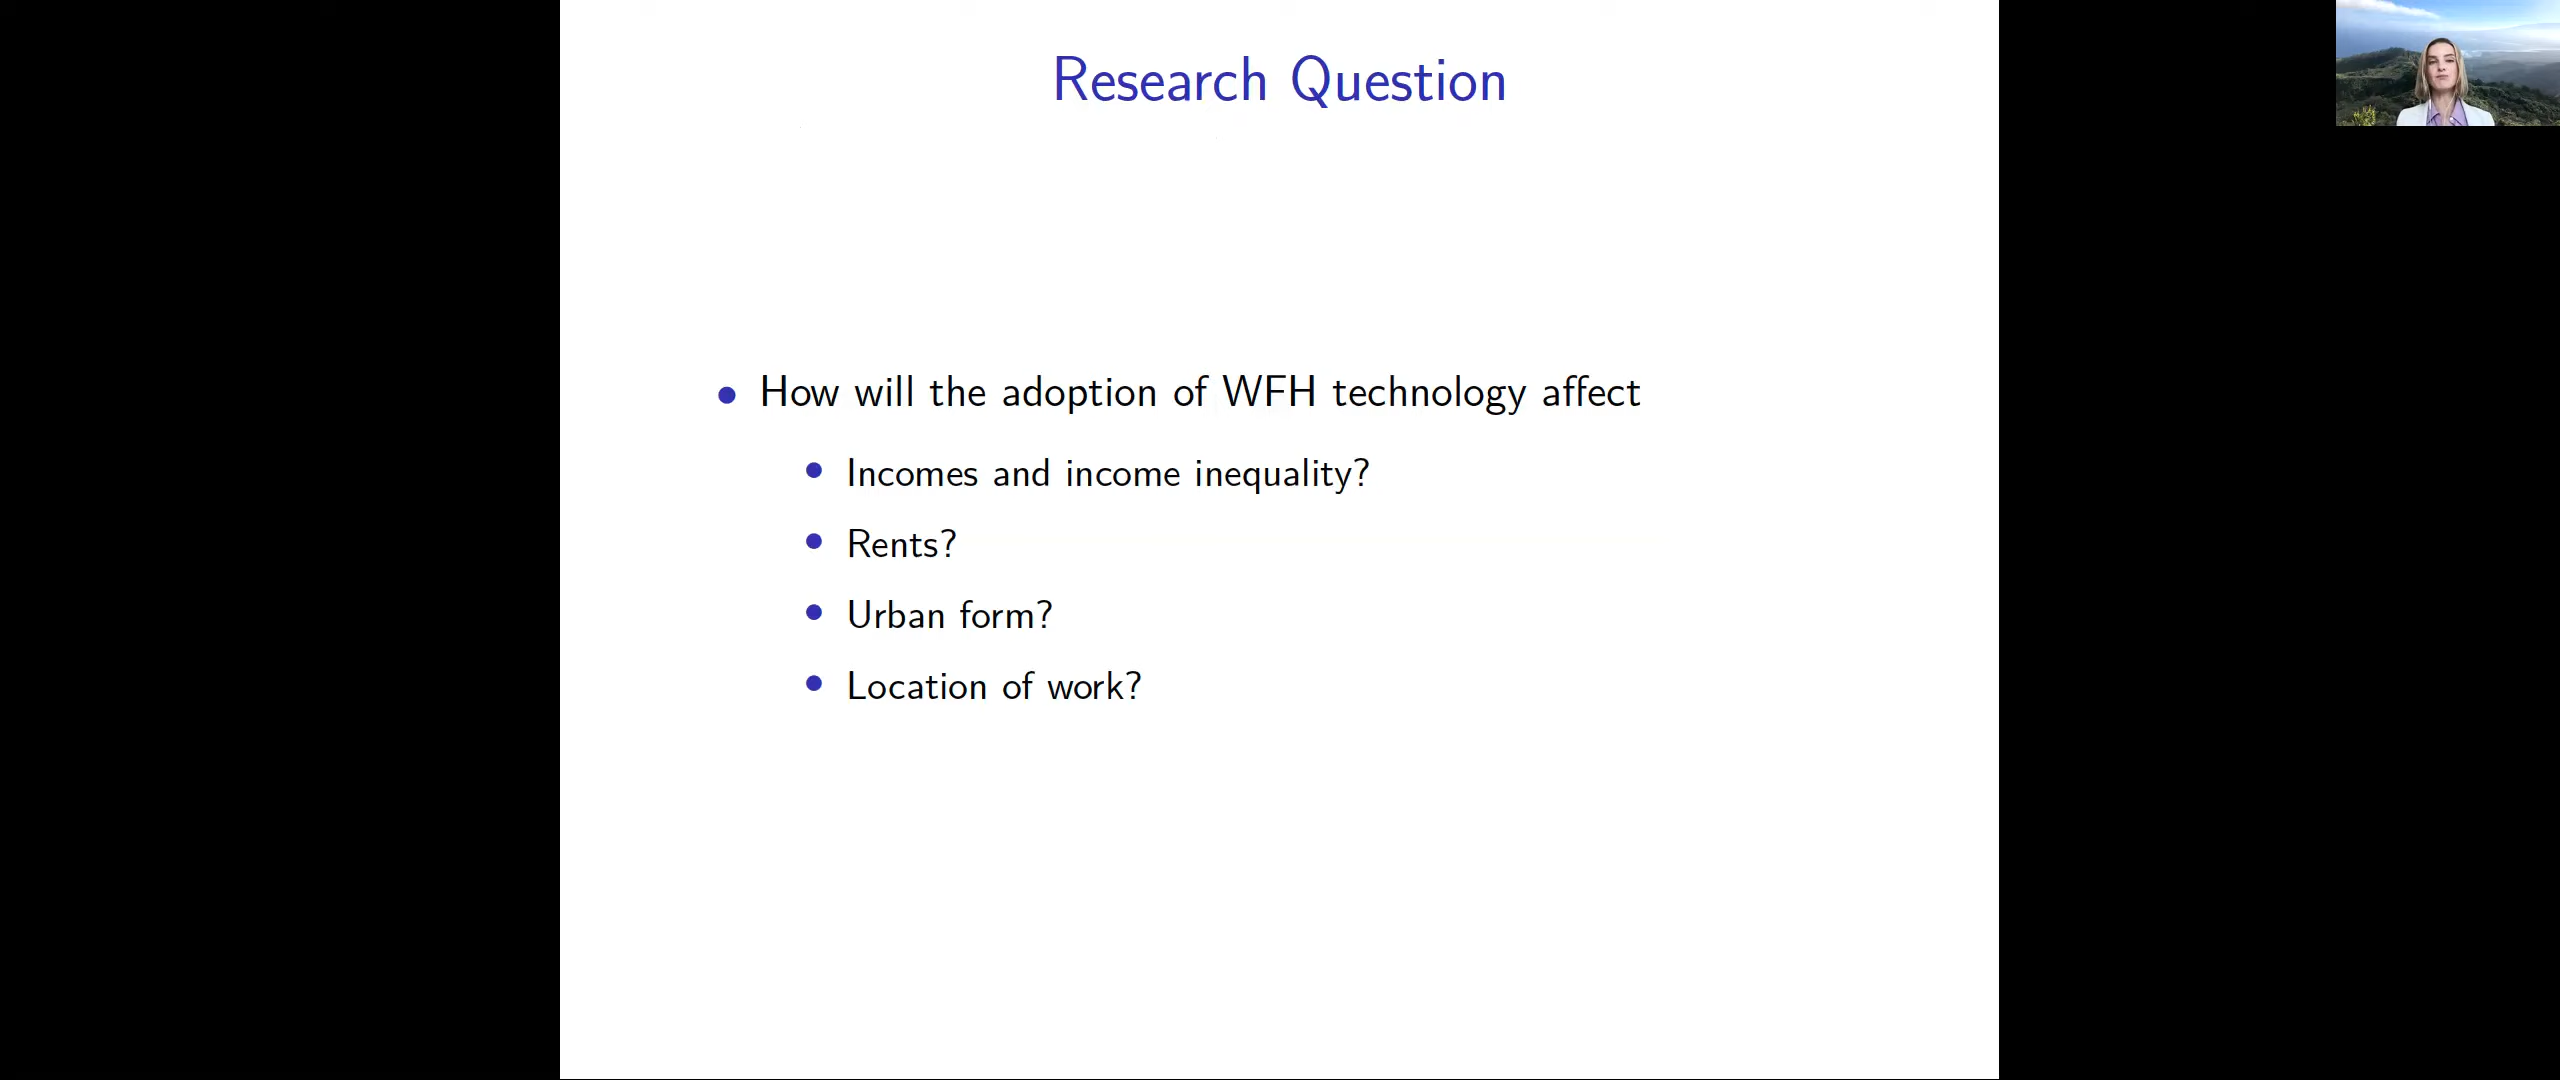 Research Question
How will the adoption of WFH technology affect
Incomes and income inequality?
Rents?
Urban form?
Location of work?